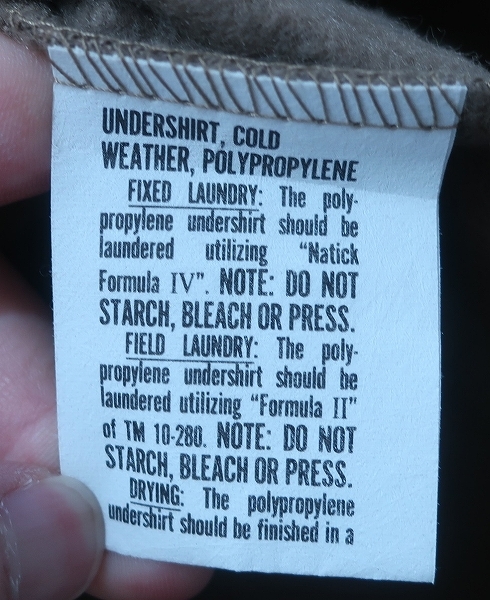 UNDERSHIRT, COLD
WEATHER, POLYPROPYLENE
FIXED LAUNDRY: The poly-
propylene undershirt should be
laundered utilizing "Natick
Formula IV". NOTE: DO NOT
STARCH, BLEACH OR PRESS.
FIELD LAUNDRY: The poly-
propylene undershirt should be
laundered utilizing "Formula II"
of TM 10-280. NOTE: DO NOT
STARCH, BLEACH OR PRESS.
DRYING: The polypropylene
undershirt should be finished in a